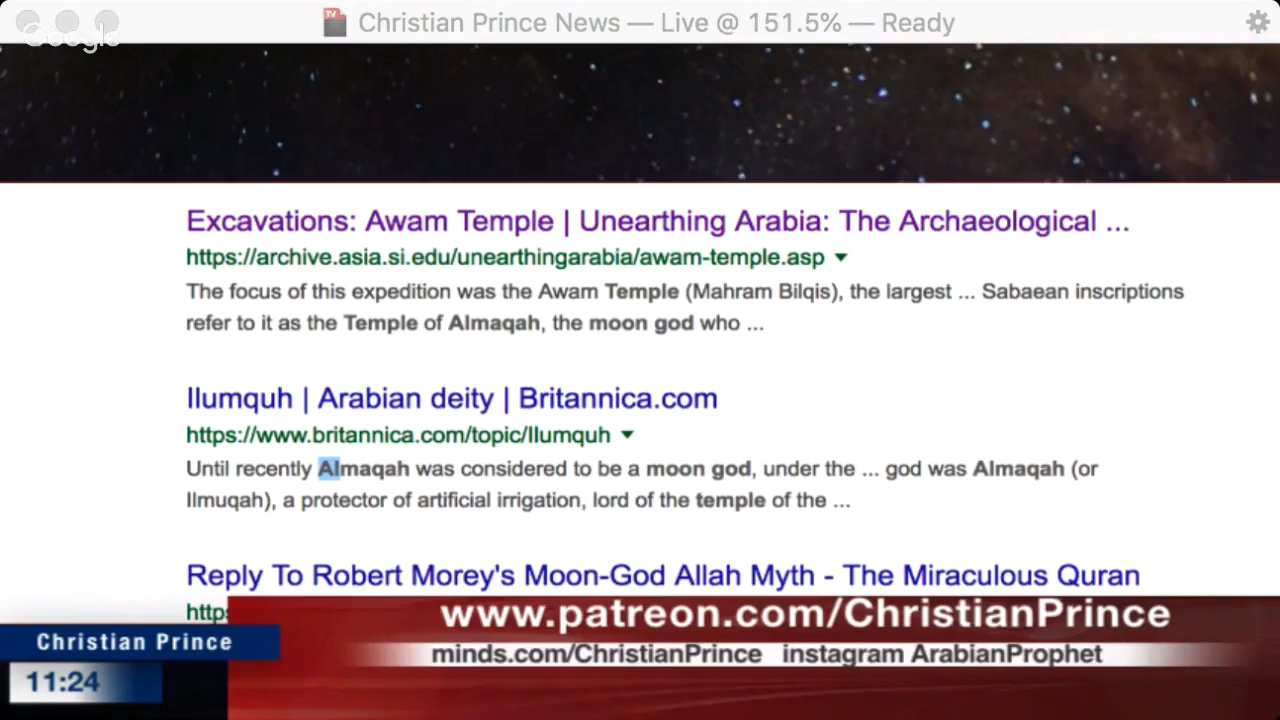 Christian Prince News — Live @ 151.5% — Ready
Google
Excavations: Awam Temple | Unearthing Arabia: The Archaeological ...
https://archive.asia.si.edu/unearthingarabia/awam-temple.asp
The focus of this expedition was the Awam Temple (Mahram Bilqis), the largest ... Sabaean inscriptions
refer to it as the Temple of Almaqah, the moon god who ...
Ilumquh | Arabian deity | Britannica.com
https://www.britannica.com/topic/Ilumquh
Until recently Almaqah was considered to be a moon god, under the ... god was Almaqah (or
Ilmuqah), a protector of artificial irrigation, lord of the temple of the ...
Reply To Robert Morey's Moon-God Allah Myth - The Miraculous Quran
http
www.patreon.com/ChristianPrince
Christian Prince
minds.com/ChristianPrince instagram ArabianProphet
11:24